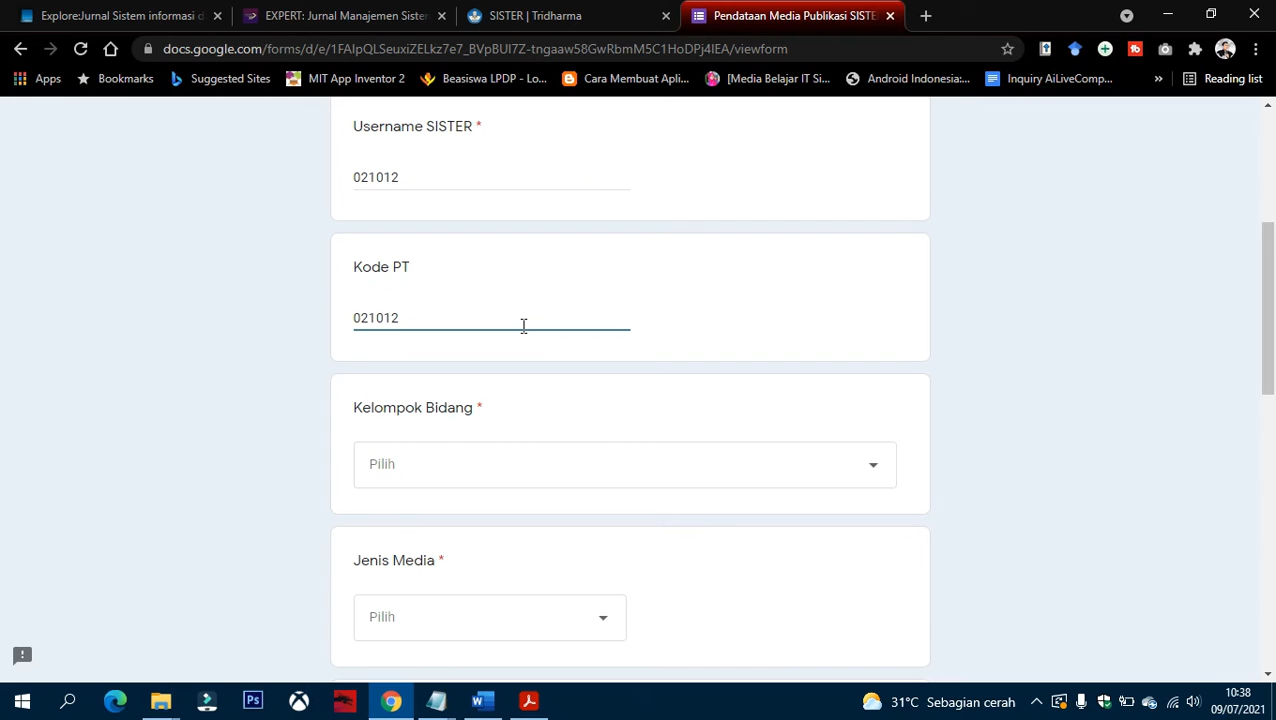 Explore:Jurnal Sistem informasi d
EXPERT: Jurnal Manajemen Sistem
SISTER | Tridharma
Pendataan Media Publikasi SISTE
docs.google.com/forms/d/e/1FAIpQLSeuxiZELkz7e7_BVpBUI7Z-tngaaw58GwRbmM5C1HoDPj4IEA/viewform
Apps
Bookmarks
Suggested Sites
MIT App Inventor 2
Beasiswa LPDP - Lo...
Cara Membuat Apli...
[Media Belajar IT Si...
Android Indonesia:...
Inquiry AiLiveComp...
»
Reading list
Username SISTER *
021012
Kode PT
021012
Kelompok Bidang *
Pilih
Jenis Media *
Pilih
Ps
31°C Sebagian cerah
10:38
09/07/2021